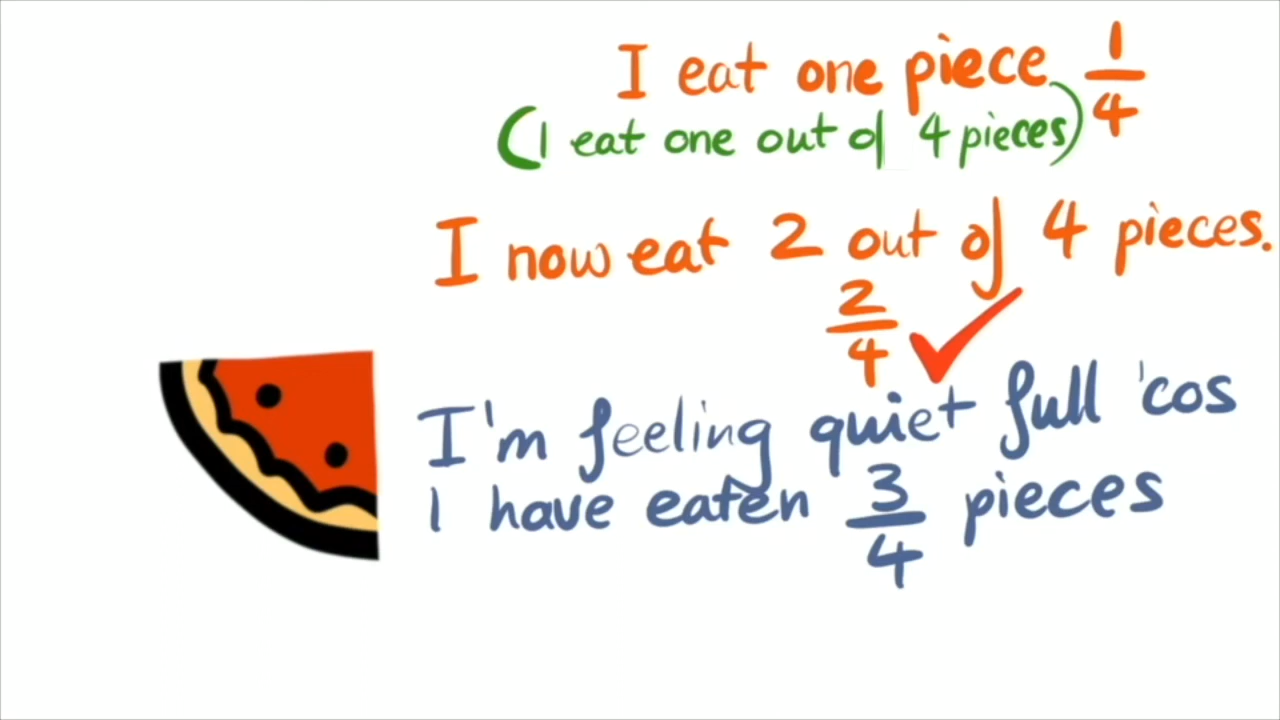 I eat one piece 1/4
(I eat one out of 4 pieces)
I now eat 2 out of 4 pieces.
2/4
I'm feeling quiet full 'cos
I have eaten 3/4 pieces